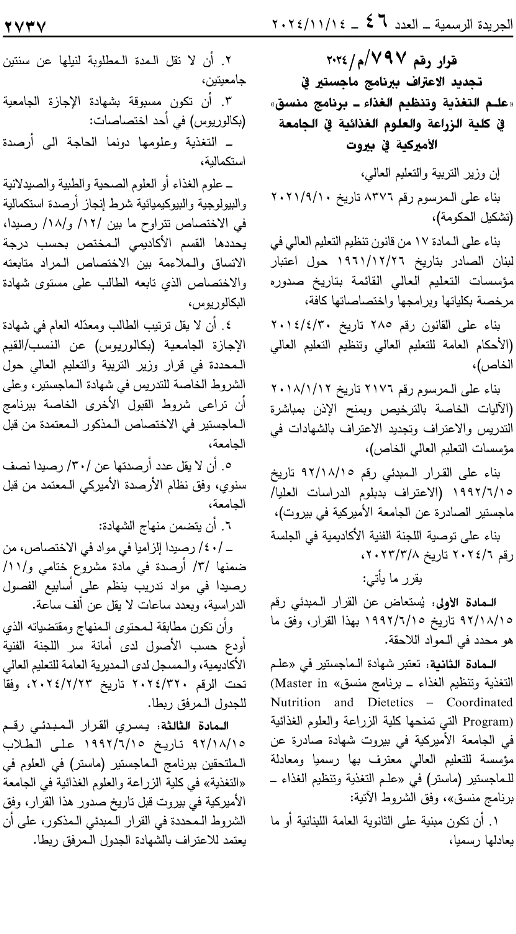 الجريدة الرسمية ــ العدد ٤٦ ــ ٢٠٢٤/١١/١٤
٢٧٣٧
قرار رقم ٧٩٧/م/٢٠٢٤
تجديد الاعتراف ببرنامج ماجستير في
«علم التغذية وتنظيم الغذاء ــ برنامج منسق»
في كلية الزراعة والعلوم الغذائية في الجامعة
الأميركية في بيروت
إن وزير التربية والتعليم العالي،
بناء على المرسوم رقم ٨٣٧٦ تاريخ ٢٠٢١/٩/١٠
(تشكيل الحكومة)،
بناء على المادة ١٧ من قانون تنظيم التعليم العالي في
لبنان الصادر بتاريخ ١٩٦١/١٢/٢٦ حول اعتبار
مؤسسات التعليم العالي القائمة بتاريخ صدوره
مرخصة بكلياتها وبرامجها واختصاصاتها كافة،
بناء على القانون رقم ٢٨٥ تاريخ ٢٠١٤/٤/٣٠
(الأحكام العامة للتعليم العالي وتنظيم التعليم العالي
الخاص)،
بناء على المرسوم رقم ٢١٧٦ تاريخ ٢٠١٨/١/١٢
(الآليات الخاصة بالترخيص وبمنح الإذن بمباشرة
التدريس والاعتراف وتجديد الاعتراف بالشهادات في
مؤسسات التعليم العالي الخاص)،
بناء على القرار المبدئي رقم ٩٢/١٨/١٥ تاريخ
١٩٩٢/٦/١٥ (الاعتراف بدبلوم الدراسات العليا/
ماجستير الصادرة عن الجامعة الأميركية في بيروت)،
بناء على توصية اللجنة الفنية الأكاديمية في الجلسة
رقم ٢٠٢٤/٦ تاريخ ٢٠٢٣/٣/٨،
يقرر ما يأتي:
المادة الأولى: يُستعاض عن القرار المبدئي رقم
٩٢/١٨/١٥ تاريخ ١٩٩٢/٦/١٥ بهذا القرار، وفق ما
هو محدد في المواد اللاحقة.
المادة الثانية: تعتبر شهادة الماجستير في «علم
التغذية وتنظيم الغذاء ــ برنامج منسق» (Master in
Nutrition and Dietetics – Coordinated
Program) التي تمنحها كلية الزراعة والعلوم الغذائية
في الجامعة الأميركية في بيروت شهادة صادرة عن
مؤسسة للتعليم العالي معترف بها رسميا ومعادلة
للماجستير (ماستر) في «علم التغذية وتنظيم الغذاء ــ
برنامج منسق»، وفق الشروط الآتية:
١. أن تكون مبنية على الثانوية العامة اللبنانية أو ما
يعادلها رسميا،
٢. أن لا تقل المدة المطلوبة لنيلها عن سنتين
جامعيتين،
٣. أن تكون مسبوقة بشهادة الإجازة الجامعية
(بكالوريوس) في أحد اختصاصات:
ــ التغذية وعلومها دونما الحاجة الى أرصدة
استكمالية،
ــ علوم الغذاء أو العلوم الصحية والطبية والصيدلانية
والبيولوجية والبيوكيميائية شرط إنجاز أرصدة استكمالية
في الاختصاص تتراوح ما بين /١٢/ و/١٨/ رصيدا،
يحددها القسم الأكاديمي المختص بحسب درجة
الاتساق والملاءمة بين الاختصاص المراد متابعته
والاختصاص الذي تابعه الطالب على مستوى شهادة
البكالوريوس،
٤. أن لا يقل ترتيب الطالب ومعدّله العام في شهادة
الإجازة الجامعية (بكالوريوس) عن النسب/القيم
المحددة في قرار وزير التربية والتعليم العالي حول
الشروط الخاصة للتدريس في شهادة الماجستير، وعلى
أن تراعى شروط القبول الأخرى الخاصة ببرنامج
الماجستير في الاختصاص المذكور المعتمدة من قبل
الجامعة،
٥. أن لا يقل عدد أرصدتها عن /٣٠/ رصيدا نصف
سنوي، وفق نظام الأرصدة الأميركي المعتمد من قبل
الجامعة،
٦. أن يتضمن منهاج الشهادة:
ــ /٤٠/ رصيدا إلزاميا في مواد في الاختصاص، من
ضمنها /٣/ أرصدة في مادة مشروع ختامي و/١١/
رصيدا في مواد تدريب ينظم على أسابيع الفصول
الدراسية، وبعدد ساعات لا يقل عن ألف ساعة.
وأن تكون مطابقة لمحتوى المنهاج ومقتضياته الذي
أودع حسب الأصول لدى أمانة سر اللجنة الفنية
الأكاديمية، والمسجل لدى المديرية العامة للتعليم العالي
تحت الرقم ٢٠٢٤/٣٢٠ تاريخ ٢٠٢٤/٢/٢٣، وفقا
للجدول المرفق ربطا.
المادة الثالثة: يسري القرار المبدئي رقم
٩٢/١٨/١٥ تاريخ ١٩٩٢/٦/١٥ على الطلاب
الملتحقين ببرنامج الماجستير (ماستر) في العلوم في
«التغذية» في كلية الزراعة والعلوم الغذائية في الجامعة
الأميركية في بيروت قبل تاريخ صدور هذا القرار، وفق
الشروط المحددة في القرار المبدئي المذكور، على أن
يعتمد للاعتراف بالشهادة الجدول المرفق ربطا.